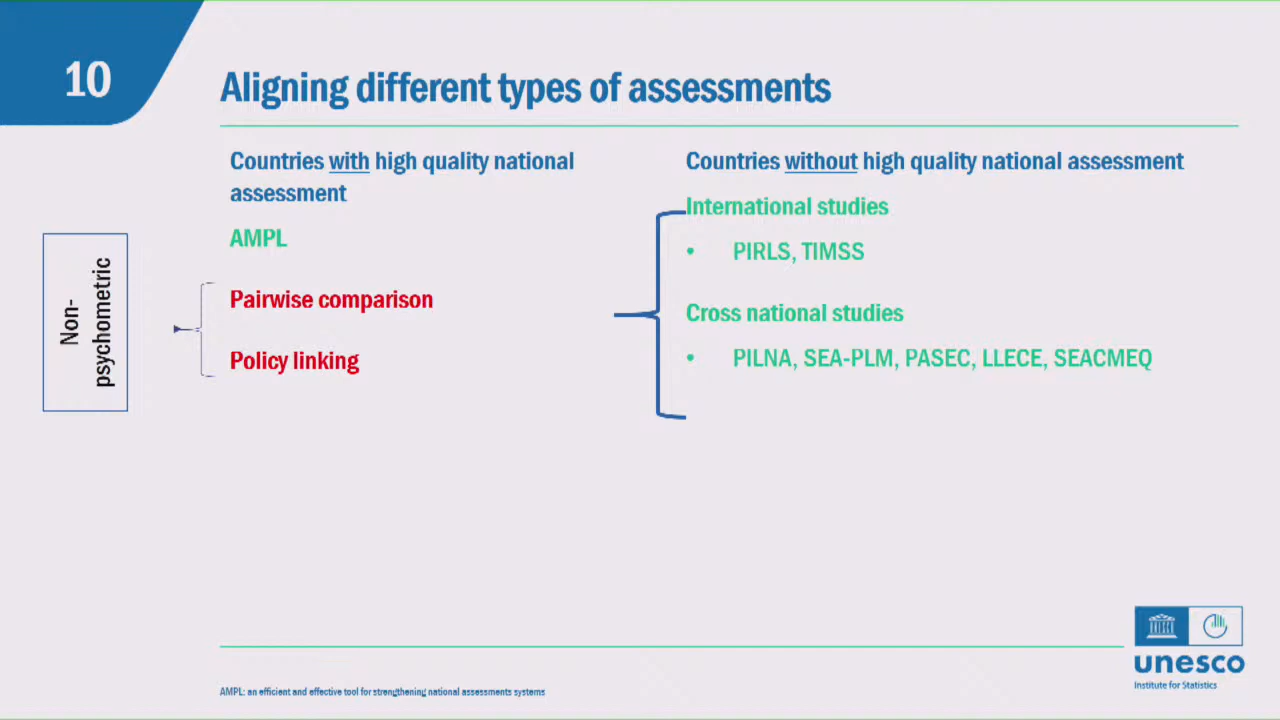 10
Aligning different types of assessments
Countries with high quality national
assessment
AMPL
Pairwise comparison
Policy linking
Non-
psychometric
Countries without high quality national assessment
International studies
• PIRLS, TIMSS
Cross national studies
• PILNA, SEA-PLM, PASEC, LLECE, SEACMEQ
AMPL: an efficient and effective tool for strengthening national assessments systems
unesco
Institute for Statistics